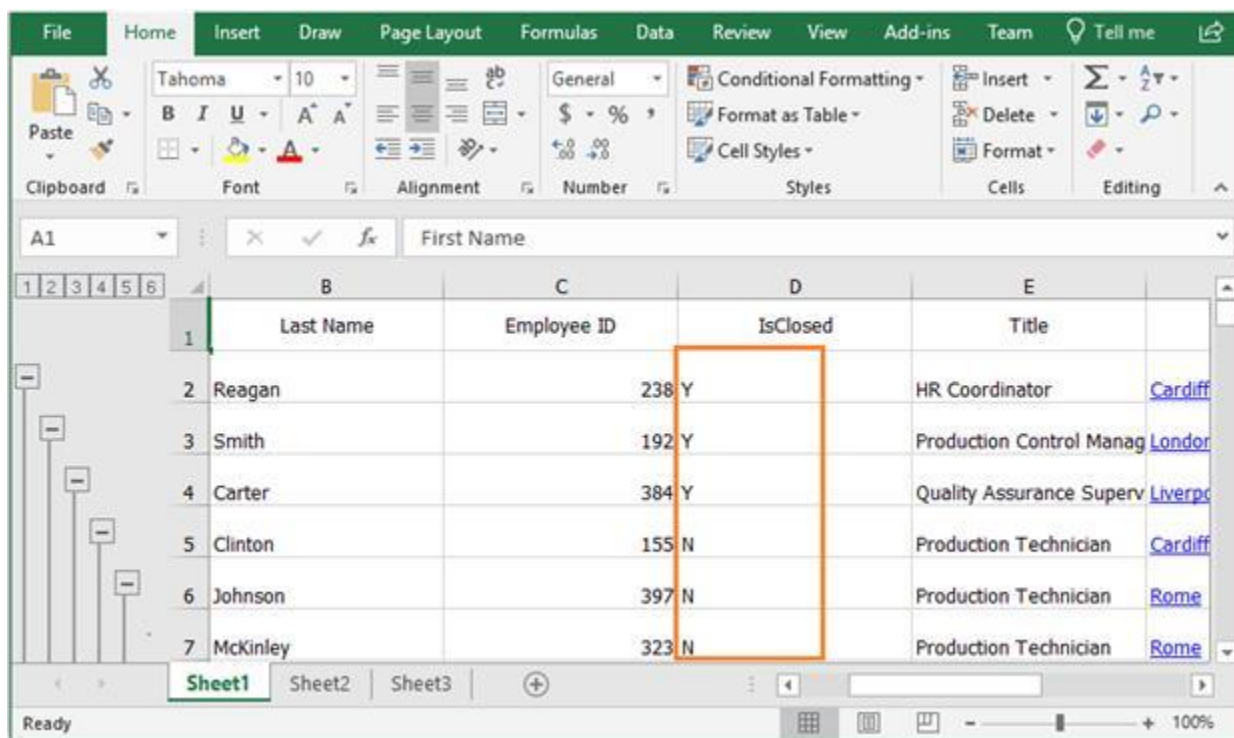 File Home Insert Draw Page Layout Formulas Data Review View Add-ins Team Tell me
Tahoma 10 ab General Conditional Formatting Insert Σ A Z
Paste B I U A A $ % , Format as Table Delete
A .00 .0 Cell Styles Format
Clipboard Font Alignment Number Styles Cells Editing
A1 fx First Name
1 2 3 4 5 6 B C D E
1 Last Name Employee ID IsClosed Title
2 Reagan 238 Y HR Coordinator Cardiff
3 Smith 192 Y Production Control Manag London
4 Carter 384 Y Quality Assurance Superv Liverpo
5 Clinton 155 N Production Technician Cardiff
6 Johnson 397 N Production Technician Rome
7 McKinley 323 N Production Technician Rome
Sheet1 Sheet2 Sheet3
Ready 100%